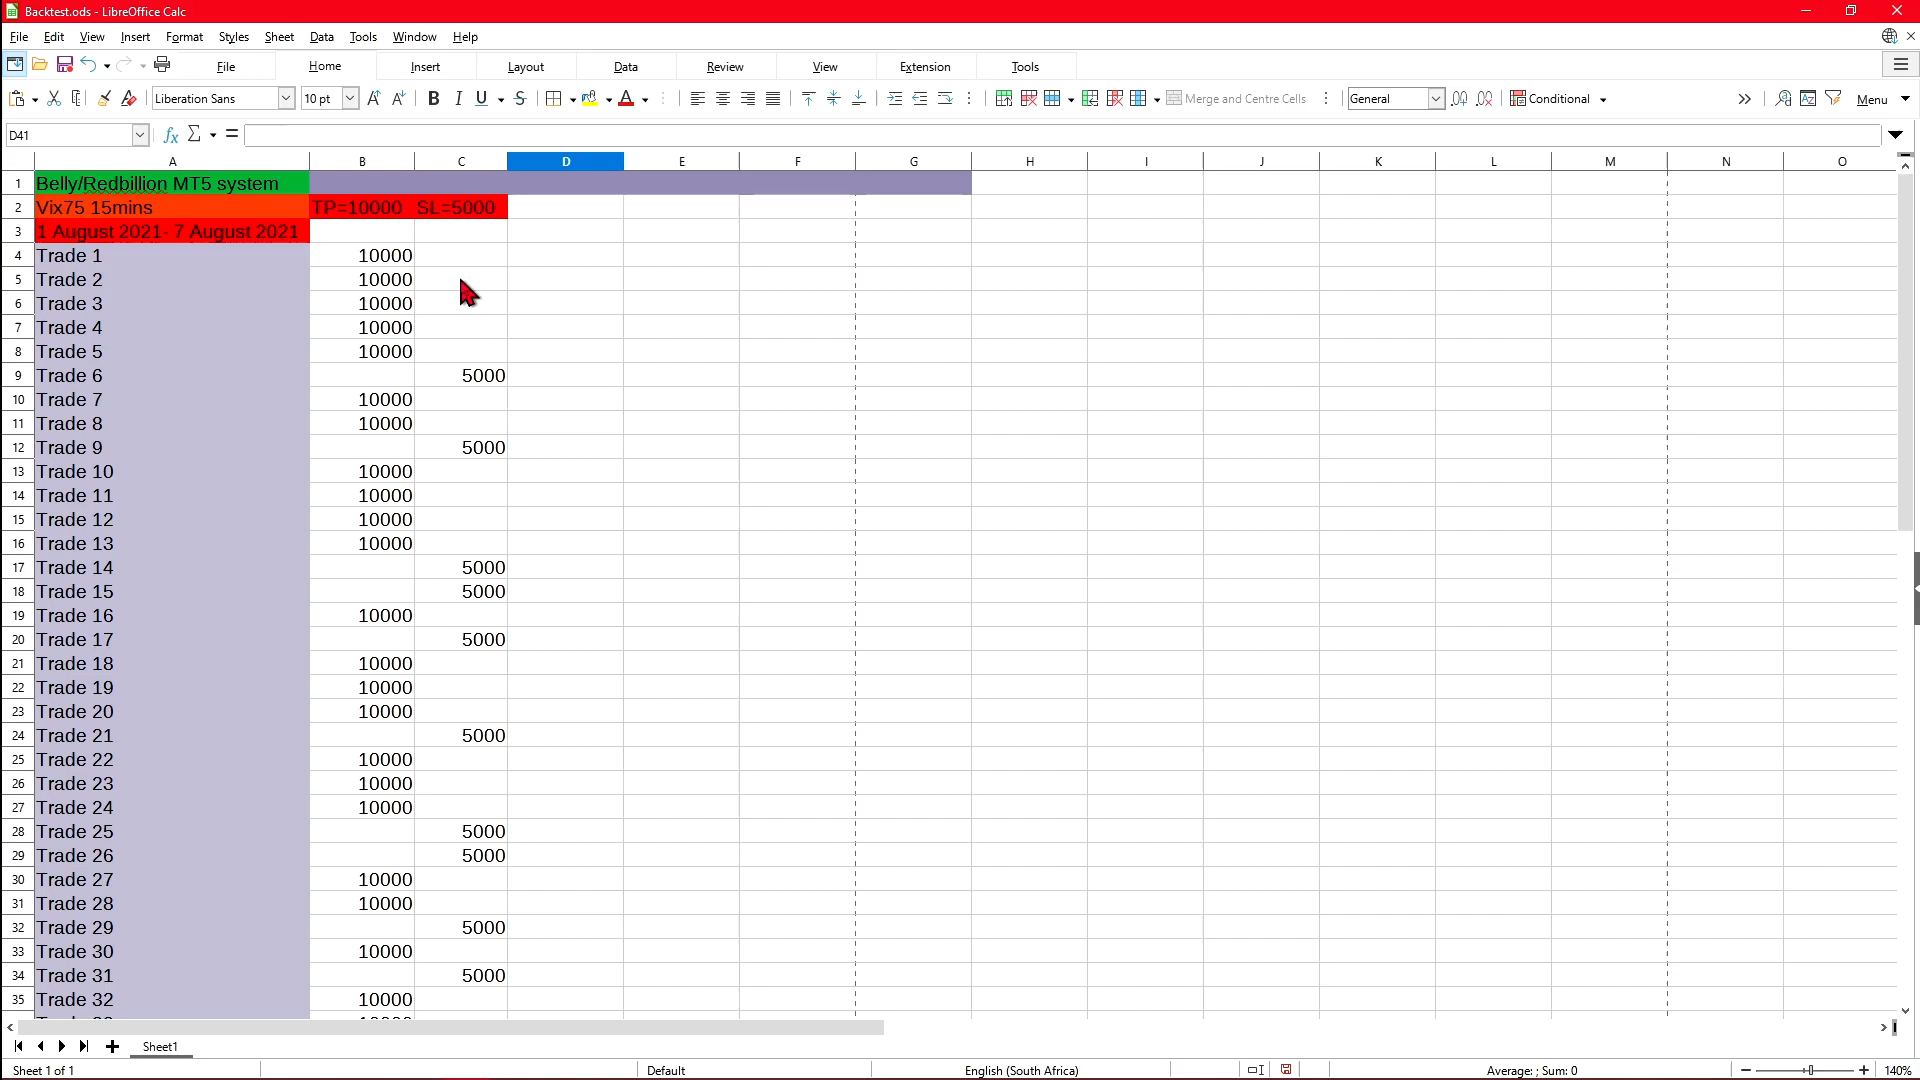 Backtest.ods - LibreOffice Calc
File Edit View Insert Format Styles Sheet Data Tools Window Help
File Home Insert Layout Data Review View Extension Tools
Liberation Sans 10 pt B I U S Merge and Centre Cells General Conditional Menu
D41 fx Σ =
A B C D E F G H I J K L M N O
1 Belly/Redbillion MT5 system
2 Vix75 15mins TP=10000 SL=5000
3 1 August 2021- 7 August 2021
4 Trade 1 10000
5 Trade 2 10000
6 Trade 3 10000
7 Trade 4 10000
8 Trade 5 10000
9 Trade 6 5000
10 Trade 7 10000
11 Trade 8 10000
12 Trade 9 5000
13 Trade 10 10000
14 Trade 11 10000
15 Trade 12 10000
16 Trade 13 10000
17 Trade 14 5000
18 Trade 15 5000
19 Trade 16 10000
20 Trade 17 5000
21 Trade 18 10000
22 Trade 19 10000
23 Trade 20 10000
24 Trade 21 5000
25 Trade 22 10000
26 Trade 23 10000
27 Trade 24 10000
28 Trade 25 5000
29 Trade 26 5000
30 Trade 27 10000
31 Trade 28 10000
32 Trade 29 5000
33 Trade 30 10000
34 Trade 31 5000
35 Trade 32 10000
Sheet1
Sheet 1 of 1 Default English (South Africa) Average: ; Sum: 0 140%